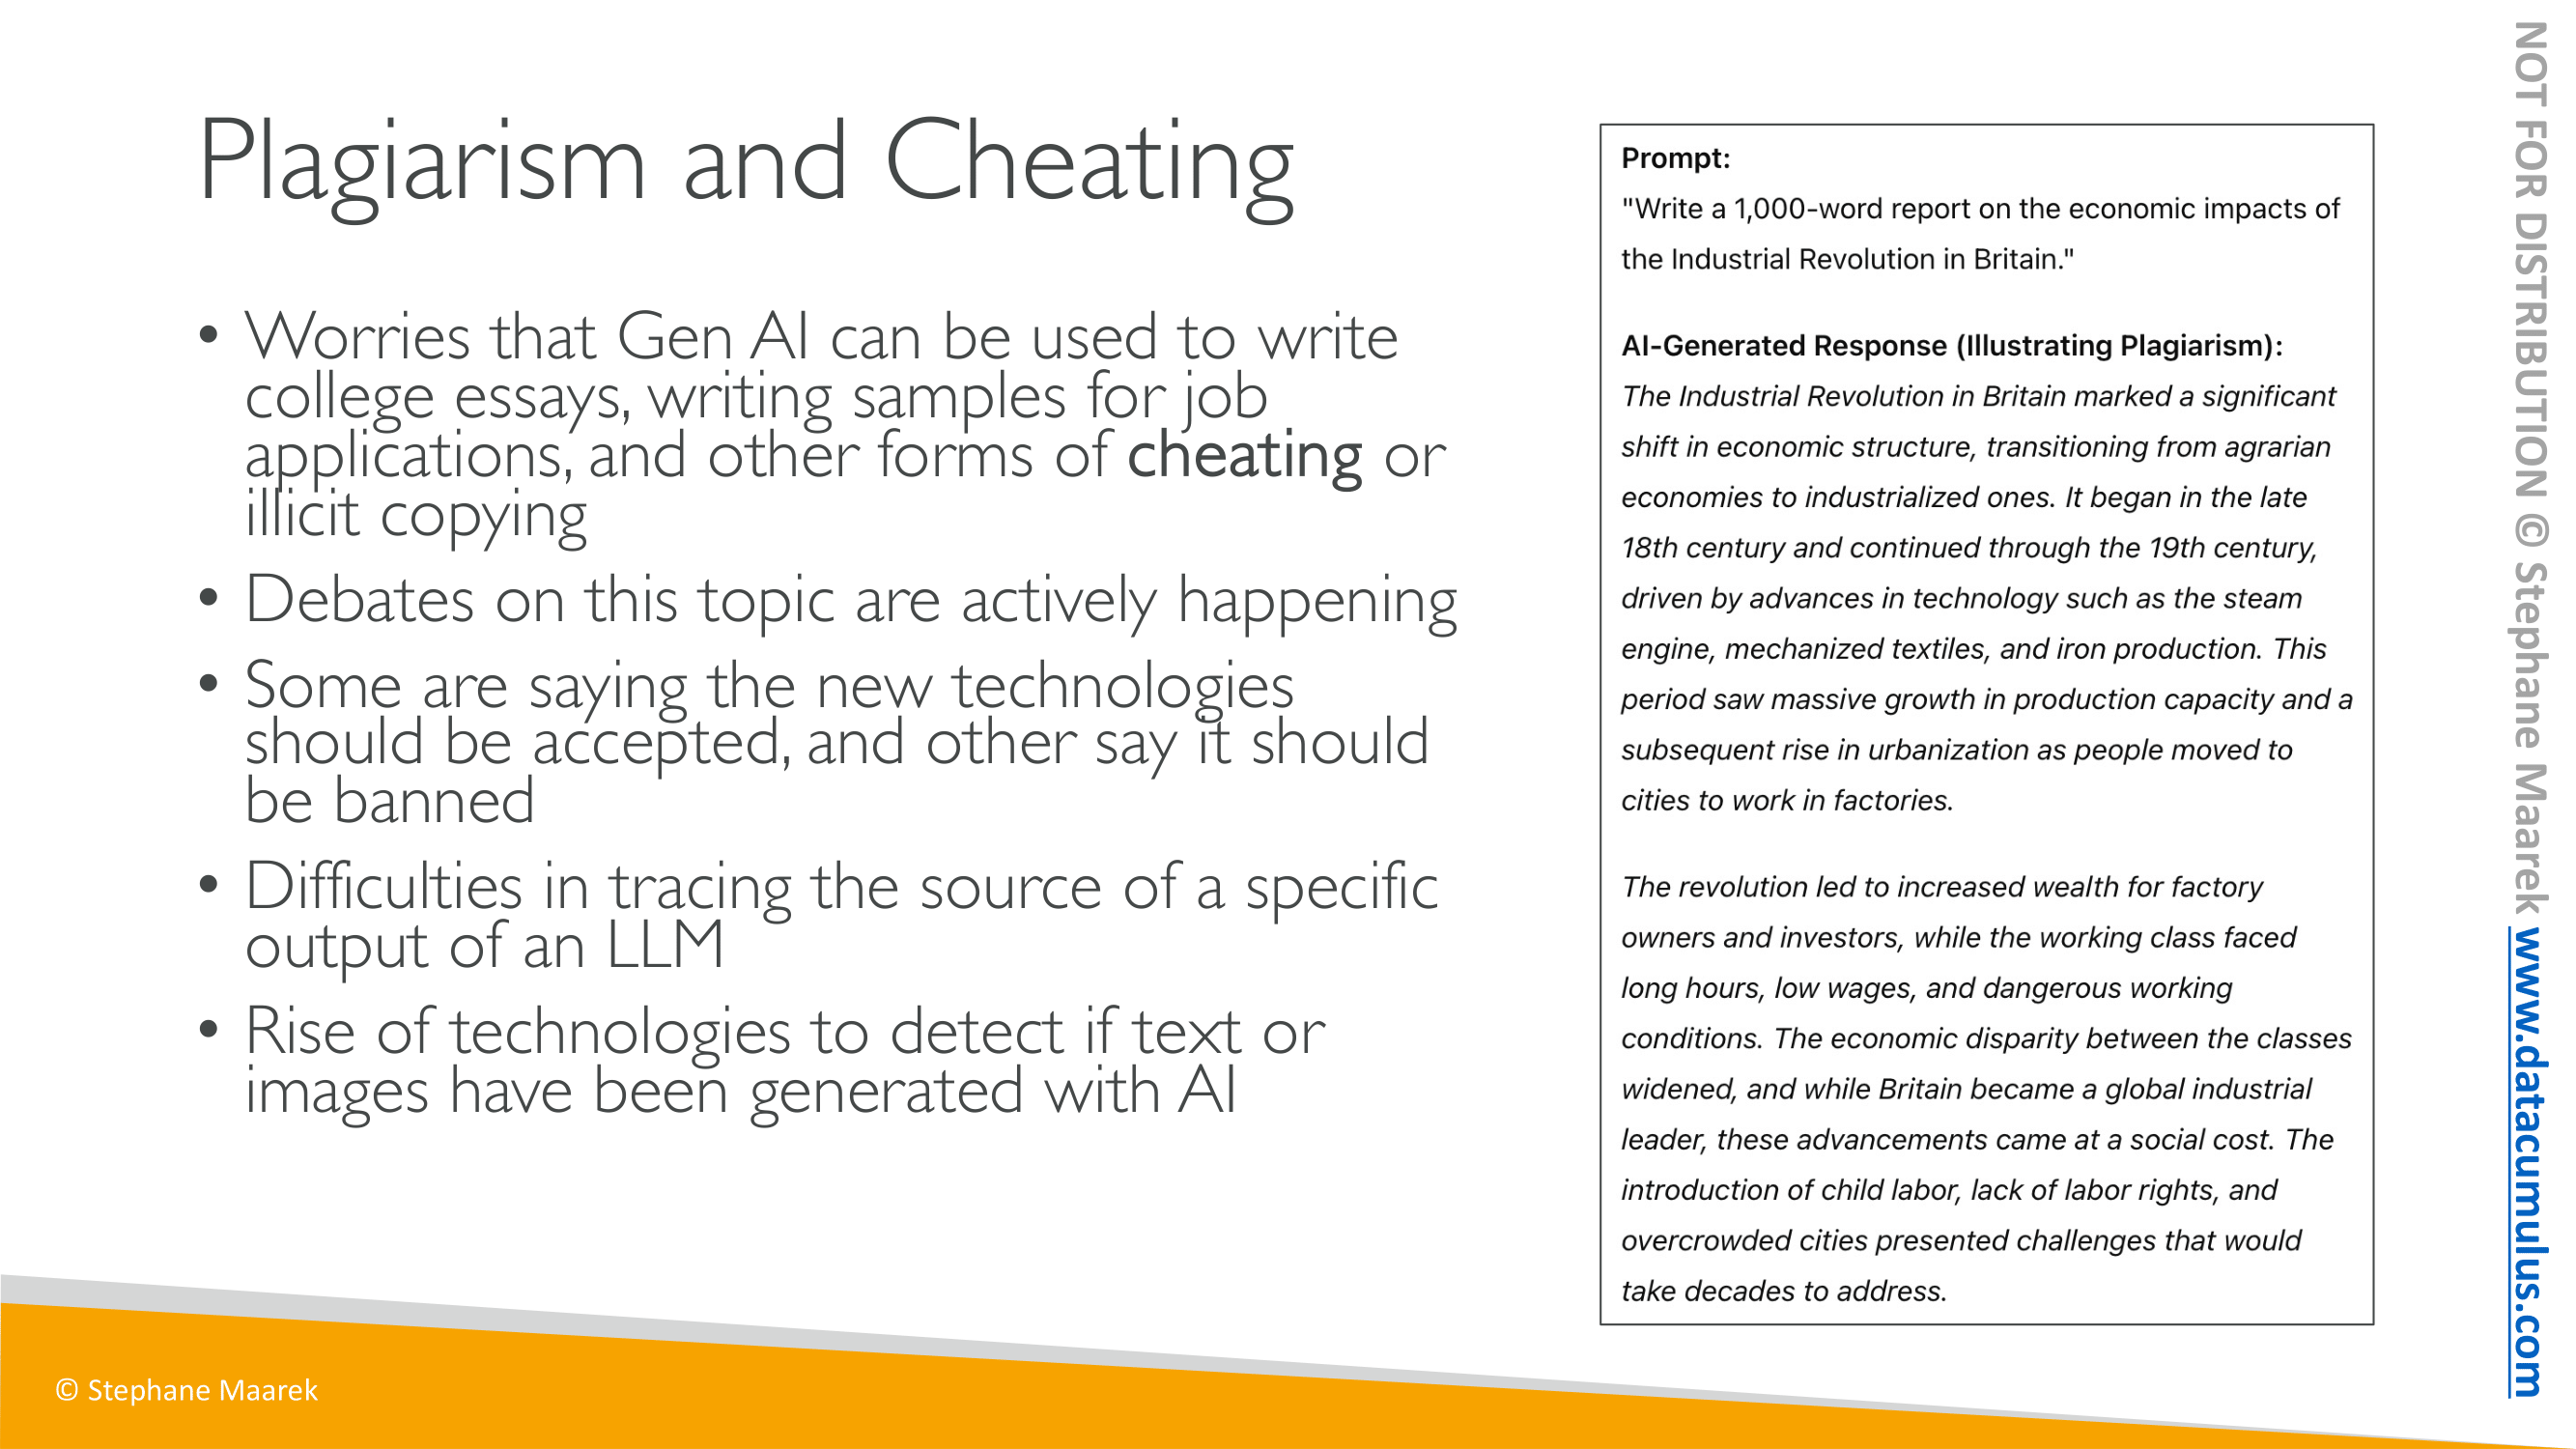 Plagiarism and Cheating
• Worries that Gen AI can be used to write
college essays, writing samples for job
applications, and other forms of cheating or
illicit copying
• Debates on this topic are actively happening
• Some are saying the new technologies
should be accepted, and other say it should
be banned
• Difficulties in tracing the source of a specific
output of an LLM
• Rise of technologies to detect if text or
images have been generated with AI
Prompt:
"Write a 1,000-word report on the economic impacts of
the Industrial Revolution in Britain."
AI-Generated Response (Illustrating Plagiarism):
The Industrial Revolution in Britain marked a significant
shift in economic structure, transitioning from agrarian
economies to industrialized ones. It began in the late
18th century and continued through the 19th century,
driven by advances in technology such as the steam
engine, mechanized textiles, and iron production. This
period saw massive growth in production capacity and a
subsequent rise in urbanization as people moved to
cities to work in factories.
The revolution led to increased wealth for factory
owners and investors, while the working class faced
long hours, low wages, and dangerous working
conditions. The economic disparity between the classes
widened, and while Britain became a global industrial
leader, these advancements came at a social cost. The
introduction of child labor, lack of labor rights, and
overcrowded cities presented challenges that would
take decades to address.
© Stephane Maarek
NOT FOR DISTRIBUTION © Stephane Maarek www.datacumulus.com